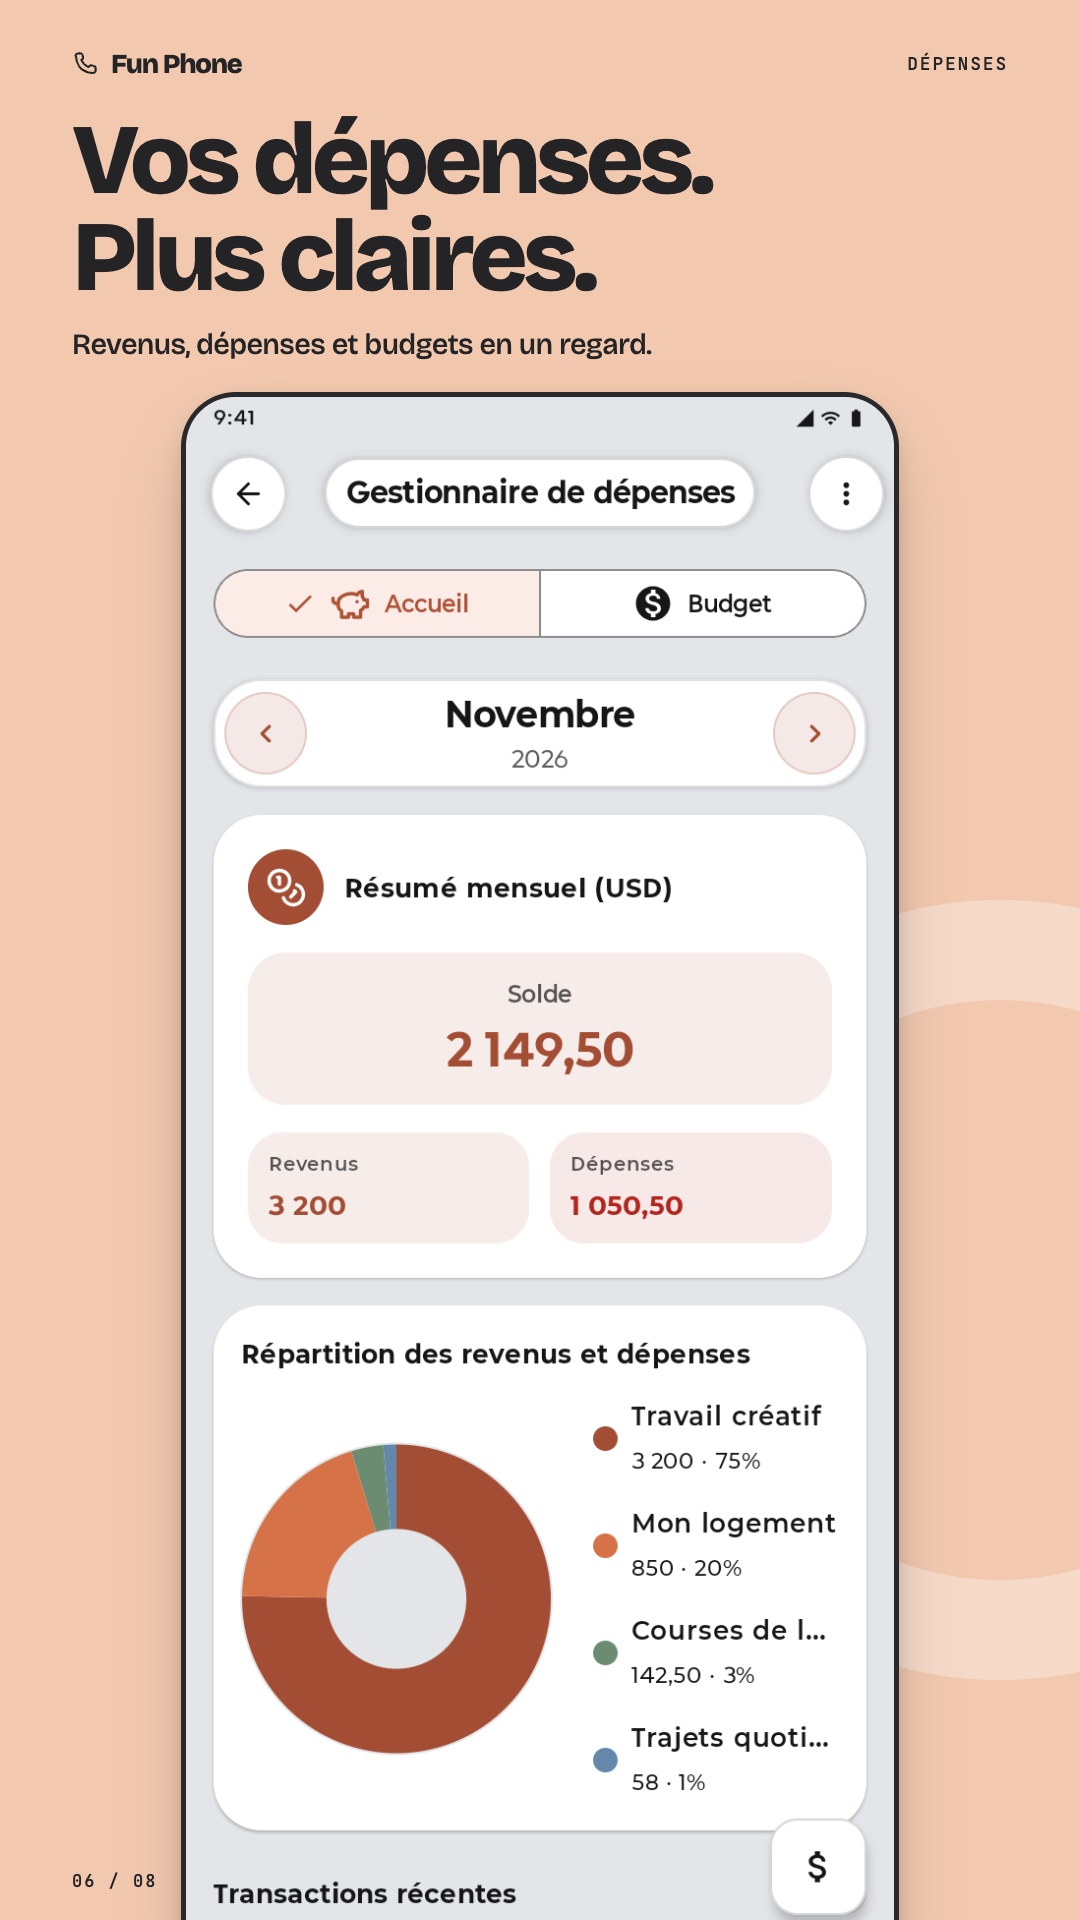 Fun Phone
DÉPENSES
Vos dépenses.
Plus claires.
Revenus, dépenses et budgets en un regard.
9:41
Gestionnaire de dépenses
Accueil
Budget
Novembre
2026
Résumé mensuel (USD)
Solde
2 149,50
Revenus
3 200
Dépenses
1 050,50
Répartition des revenus et dépenses
Travail créatif
3 200 · 75%
Mon logement
850 · 20%
Courses de l...
142,50 · 3%
Trajets quoti...
58 · 1%
$
06 / 08
Transactions récentes